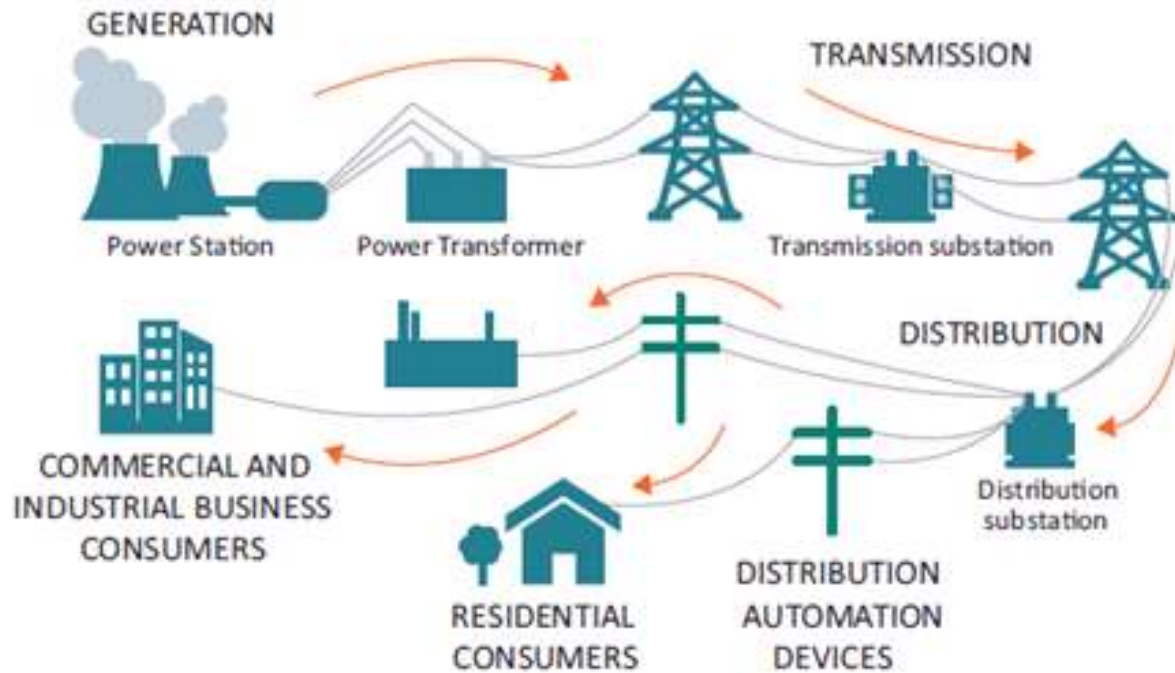 GENERATION
TRANSMISSION
Power Station
Power Transformer
Transmission substation
DISTRIBUTION
COMMERCIAL AND
INDUSTRIAL BUSINESS
CONSUMERS
Distribution
substation
RESIDENTIAL
CONSUMERS
DISTRIBUTION
AUTOMATION
DEVICES